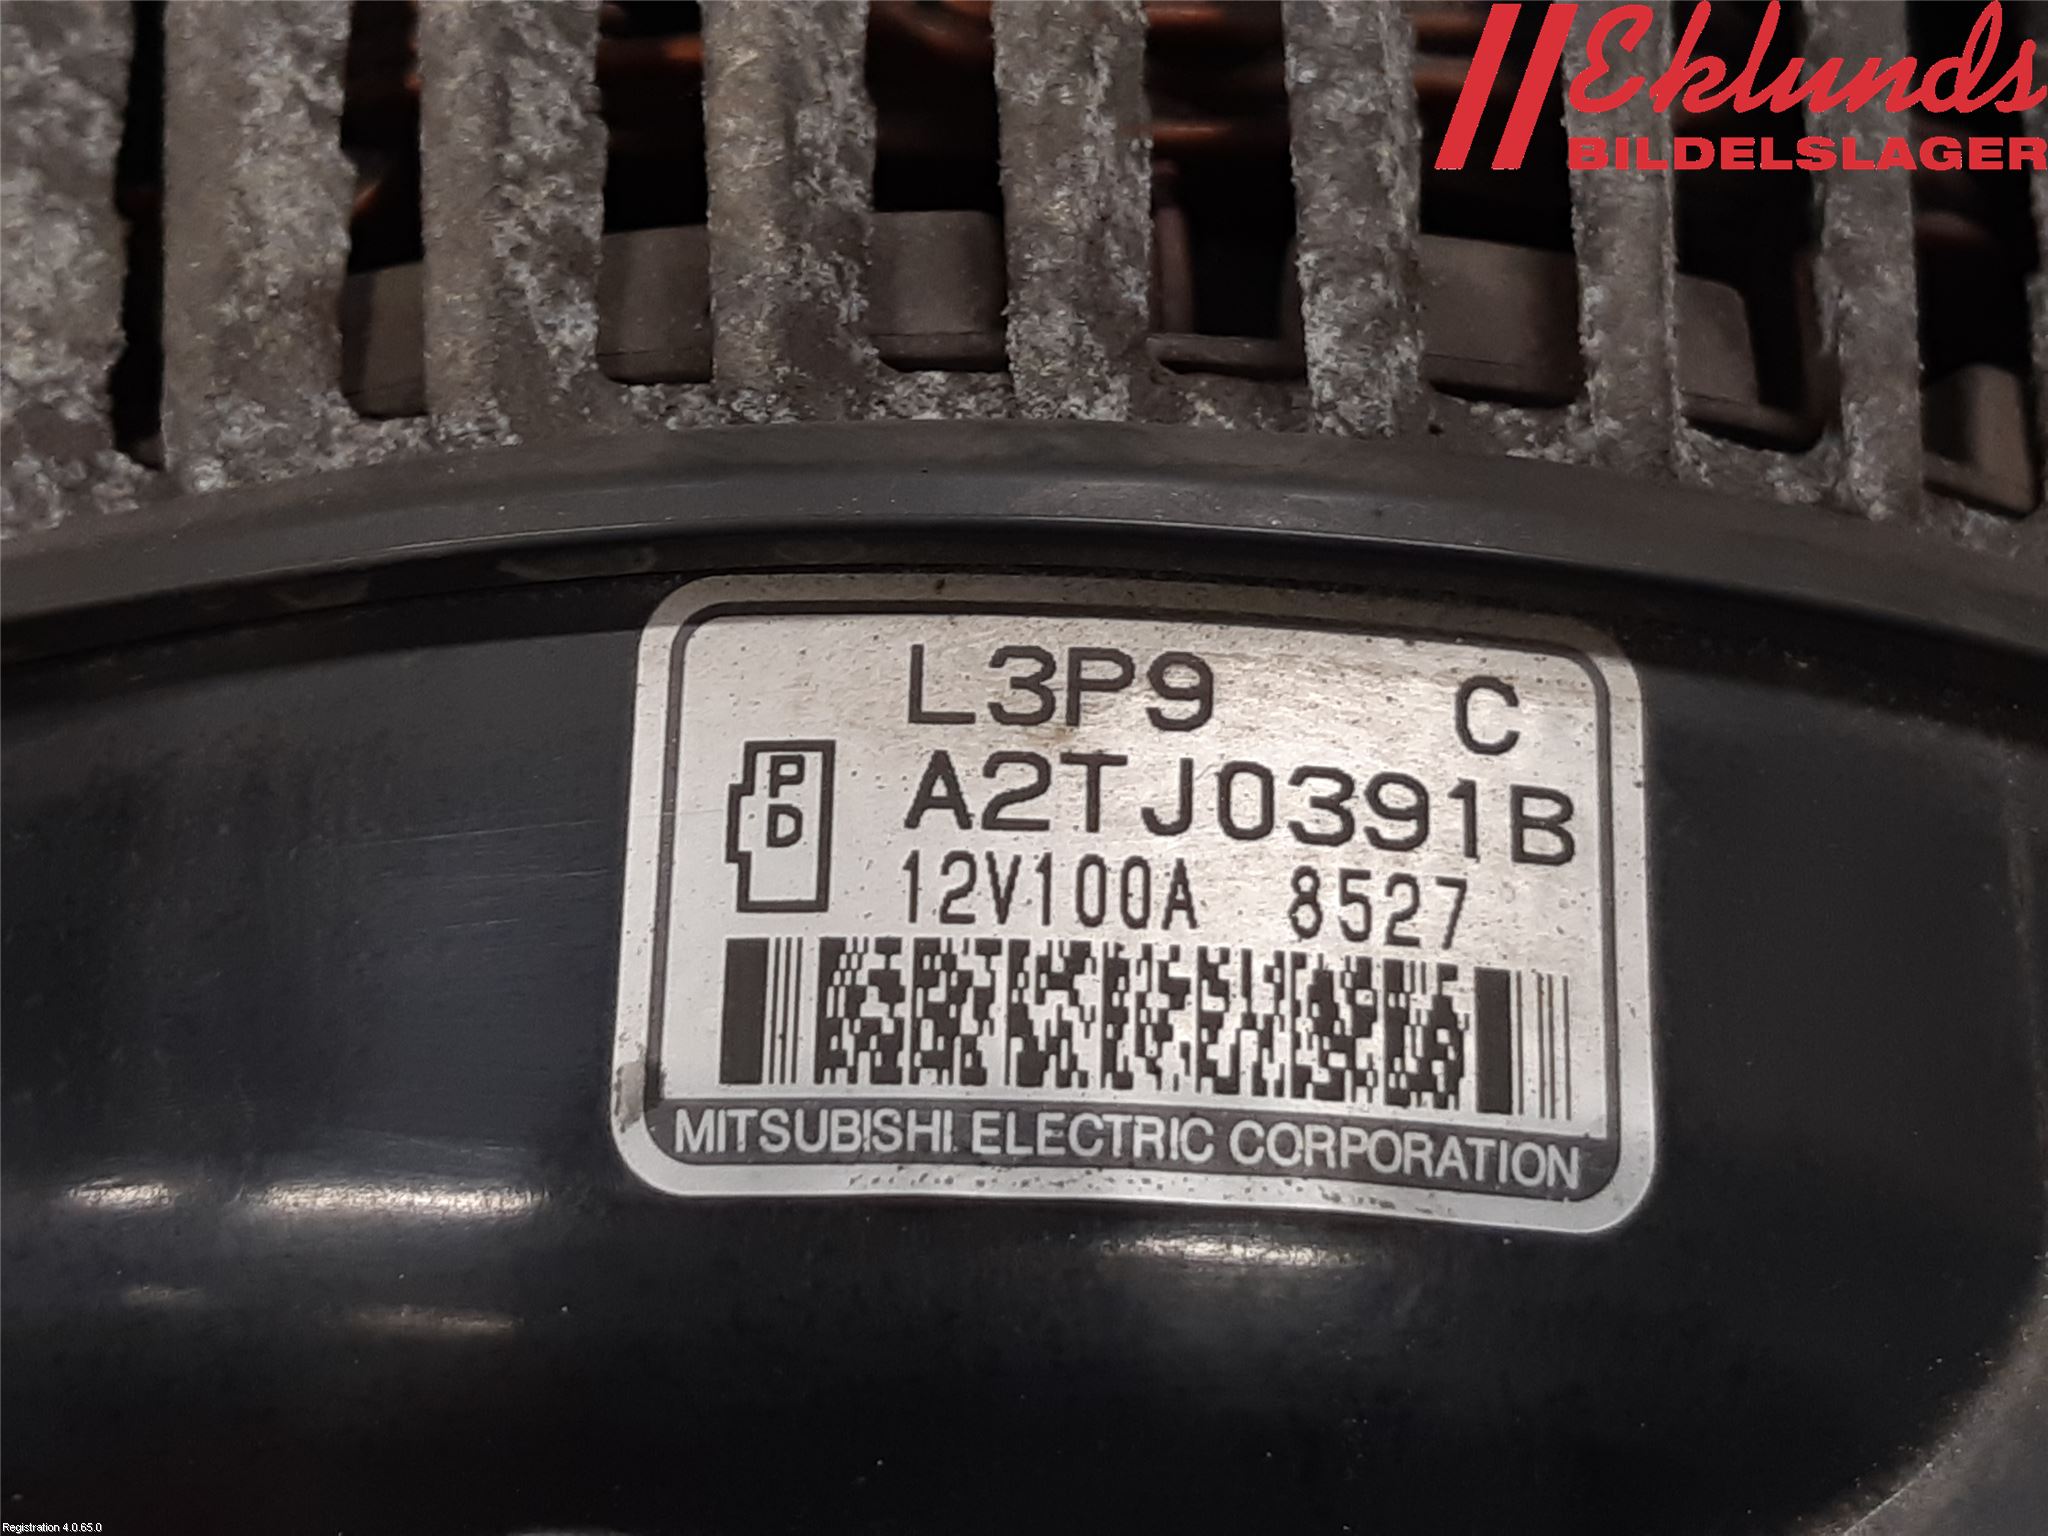 Eklunds
BILDELSLAGER
L3P9 C
P
D
A2TJ0391B
12V100A 8527
MITSUBISHI ELECTRIC CORPORATION
Registration 4.0.65.0